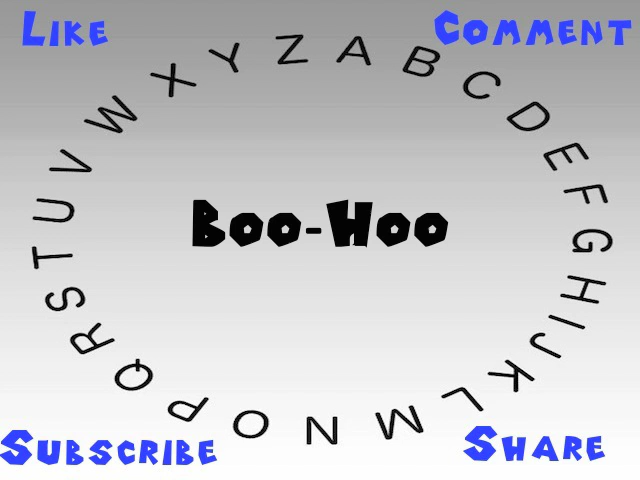 Like
Comment
A B C D E F G H I J K L M N O P Q R S T U V W X Y Z
Boo-Hoo
Subscribe
Share